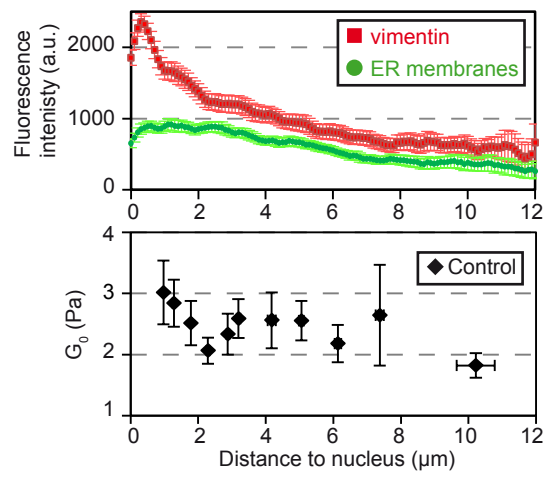 Fluorescence
intenisty (a.u.)
2000
1000
0
vimentin
ER membranes
0 2 4 6 8 10 12
G0 (Pa)
4
3
2
1
Control
0 2 4 6 8 10 12
Distance to nucleus (µm)